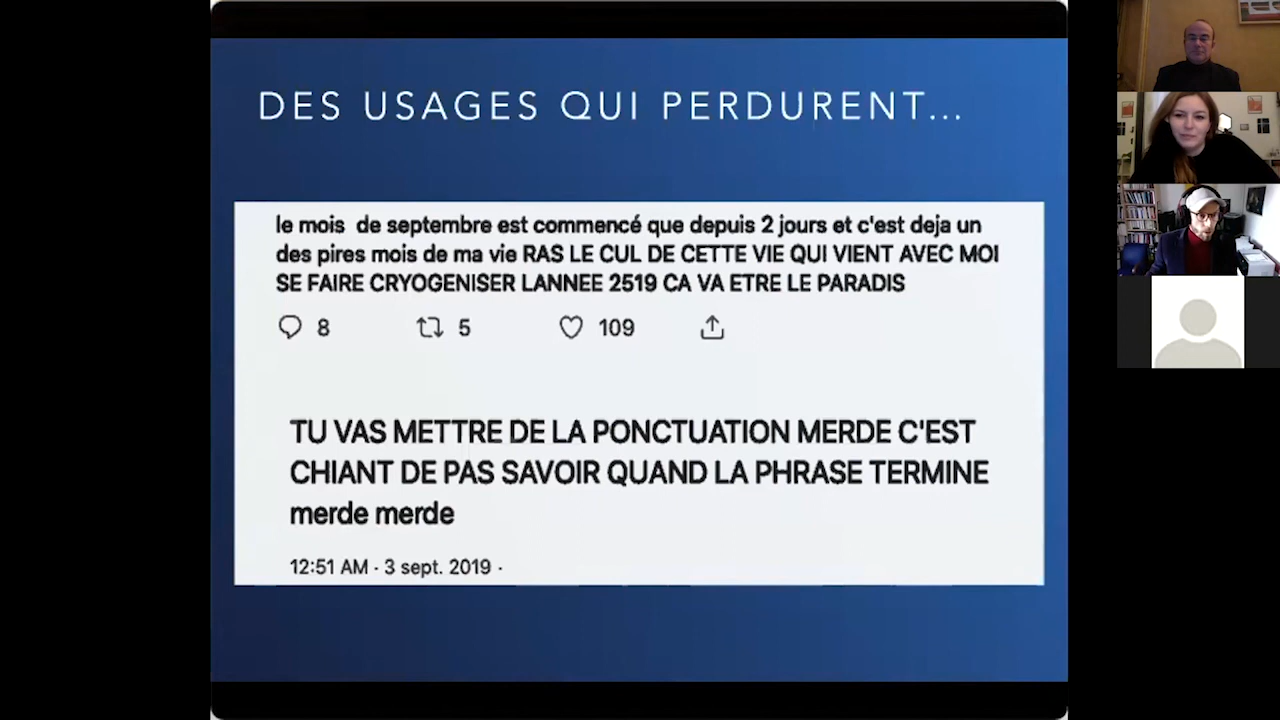 DES USAGES QUI PERDURENT...
le mois  de septembre est commencé que depuis 2 jours et c'est deja un
des pires mois de ma vie RAS LE CUL DE CETTE VIE QUI VIENT AVEC MOI
SE FAIRE CRYOGENISER LANNEE 2519 CA VA ETRE LE PARADIS
8 5 109
TU VAS METTRE DE LA PONCTUATION MERDE C'EST
CHIANT DE PAS SAVOIR QUAND LA PHRASE TERMINE
merde merde
12:51 AM · 3 sept. 2019 ·